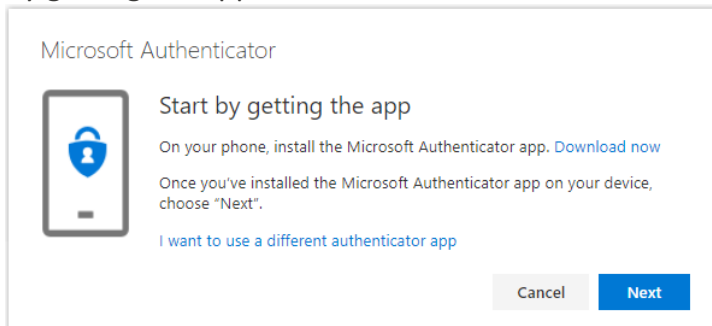 Microsoft Authenticator
Start by getting the app
On your phone, install the Microsoft Authenticator app. Download now
Once you've installed the Microsoft Authenticator app on your device,
choose "Next".
I want to use a different authenticator app
Cancel
Next